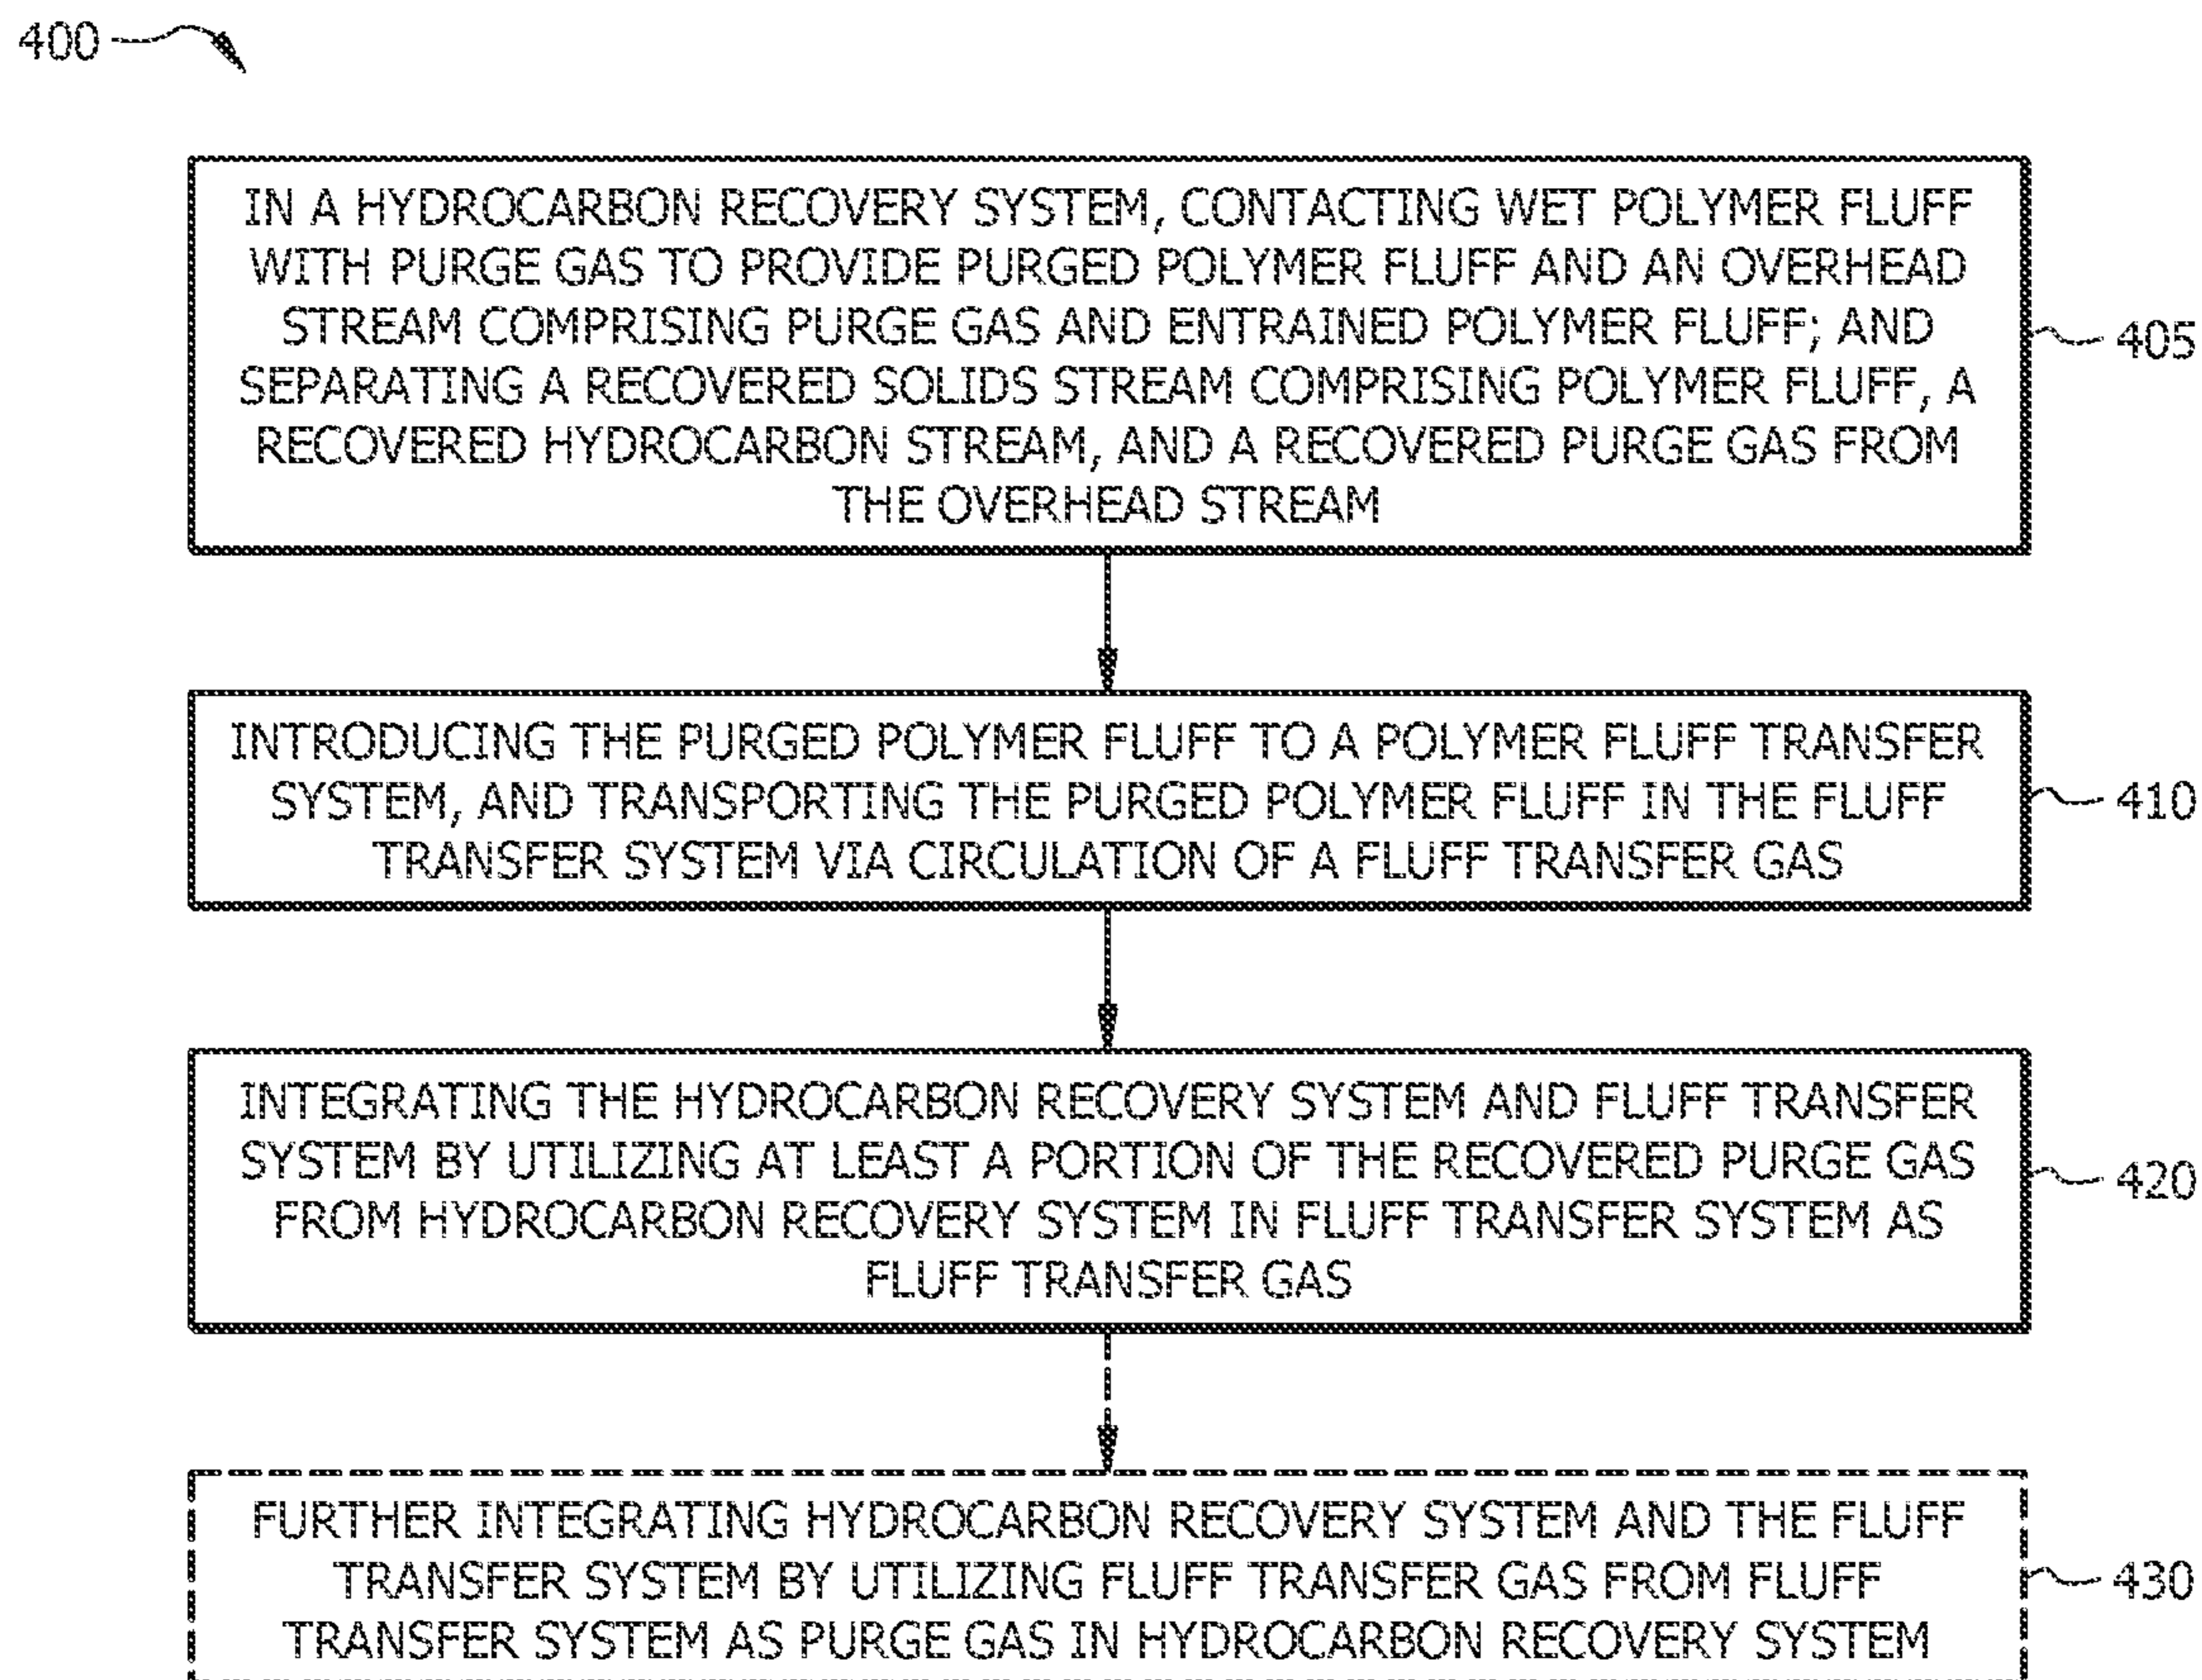 400
IN A HYDROCARBON RECOVERY SYSTEM, CONTACTING WET POLYMER FLUFF
WITH PURGE GAS TO PROVIDE PURGED POLYMER FLUFF AND AN OVERHEAD
STREAM COMPRISING PURGE GAS AND ENTRAINED POLYMER FLUFF; AND
SEPARATING A RECOVERED SOLIDS STREAM COMPRISING POLYMER FLUFF, A
RECOVERED HYDROCARBON STREAM, AND A RECOVERED PURGE GAS FROM
THE OVERHEAD STREAM
405
INTRODUCING THE PURGED POLYMER FLUFF TO A POLYMER FLUFF TRANSFER
SYSTEM, AND TRANSPORTING THE PURGED POLYMER FLUFF IN THE FLUFF
TRANSFER SYSTEM VIA CIRCULATION OF A FLUFF TRANSFER GAS
410
INTEGRATING THE HYDROCARBON RECOVERY SYSTEM AND FLUFF TRANSFER
SYSTEM BY UTILIZING AT LEAST A PORTION OF THE RECOVERED PURGE GAS
FROM HYDROCARBON RECOVERY SYSTEM IN FLUFF TRANSFER SYSTEM AS
FLUFF TRANSFER GAS
420
FURTHER INTEGRATING HYDROCARBON RECOVERY SYSTEM AND THE FLUFF
TRANSFER SYSTEM BY UTILIZING FLUFF TRANSFER GAS FROM FLUFF
TRANSFER SYSTEM AS PURGE GAS IN HYDROCARBON RECOVERY SYSTEM
430